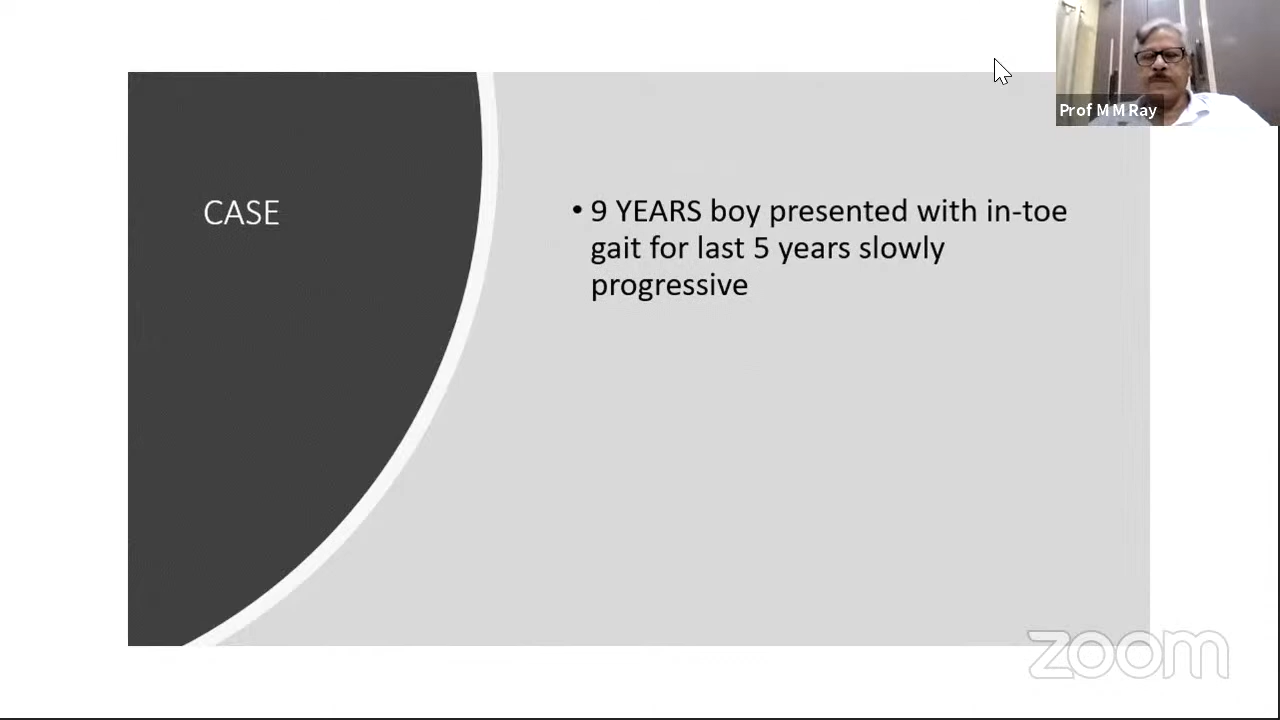 Prof M M Ray
CASE
• 9 YEARS boy presented with in-toe
gait for last 5 years slowly
progressive
zoom